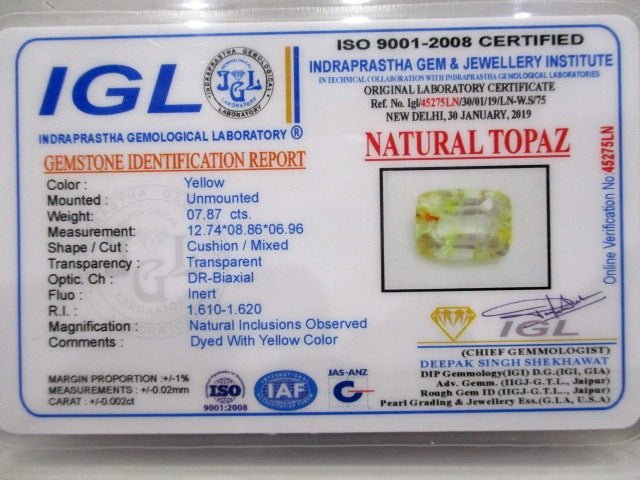 IGL
INDRAPRASTHA GEMOLOGICAL LABORATORY
IGL
INDRAPRASTHA GEMOLOGICAL LABORATORY ®
GEMSTONE IDENTIFICATION REPORT
Color : Yellow
Mounted : Unmounted
Weight: 07.87 cts.
Measurement: 12.74*08.86*06.96
Shape / Cut : Cushion / Mixed
Transparency : Transparent
Optic. Ch : DR-Biaxial
Fluo : Inert
R.I. : 1.610-1.620
Magnification : Natural Inclusions Observed
Comments : Dyed With Yellow Color
MARGIN PROPORTION :+/-1%
MEASUREMENTS : +/-0.02mm
CARAT : +/-0.002ct
ISO
9001:2008
IAF
JAS-ANZ
ISO 9001-2008 CERTIFIED
INDRAPRASTHA GEM & JEWELLERY INSTITUTE
IN TECHNICAL COLLABORATION WITH INDRAPRASTHA GEMOLOGICAL LABORATORIES
ORIGINAL LABORATORY CERTIFICATE
Ref. No. Igl/45275LN/30/01/19/LN-W.S/75
NEW DELHI, 30 JANUARY, 2019
NATURAL TOPAZ
Online Verification No. 45275LN
IGL
(CHIEF GEMMOLOGIST)
DEEPAK SINGH SHEKHAWAT
DIP Gemmology(IGI) D.G.(IGI, GIA)
Adv. Gemm. (IIGJ-G.T.L., Jaipur)
Rough Gem ID (IIGJ-G.T.L., Jaipur)
Pearl Grading & Jewellery Ess.(G.I.A, U.S.A)